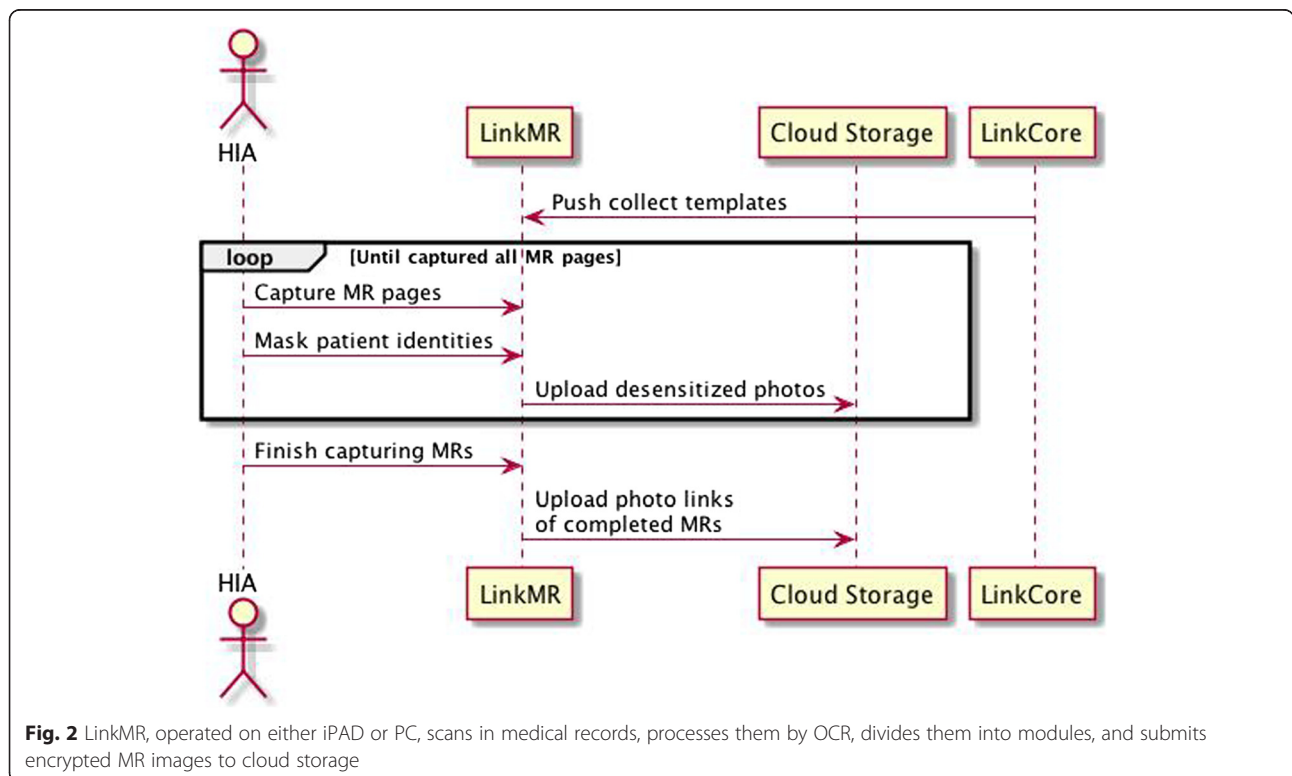 HIA
LinkMR
Cloud Storage
LinkCore
Push collect templates
loop
[Until captured all MR pages]
Capture MR pages
Mask patient identities
Upload desensitized photos
Finish capturing MRs
Upload photo links
of completed MRs
HIA
LinkMR
Cloud Storage
LinkCore
Fig. 2 LinkMR, operated on either iPAD or PC, scans in medical records, processes them by OCR, divides them into modules, and submits
encrypted MR images to cloud storage